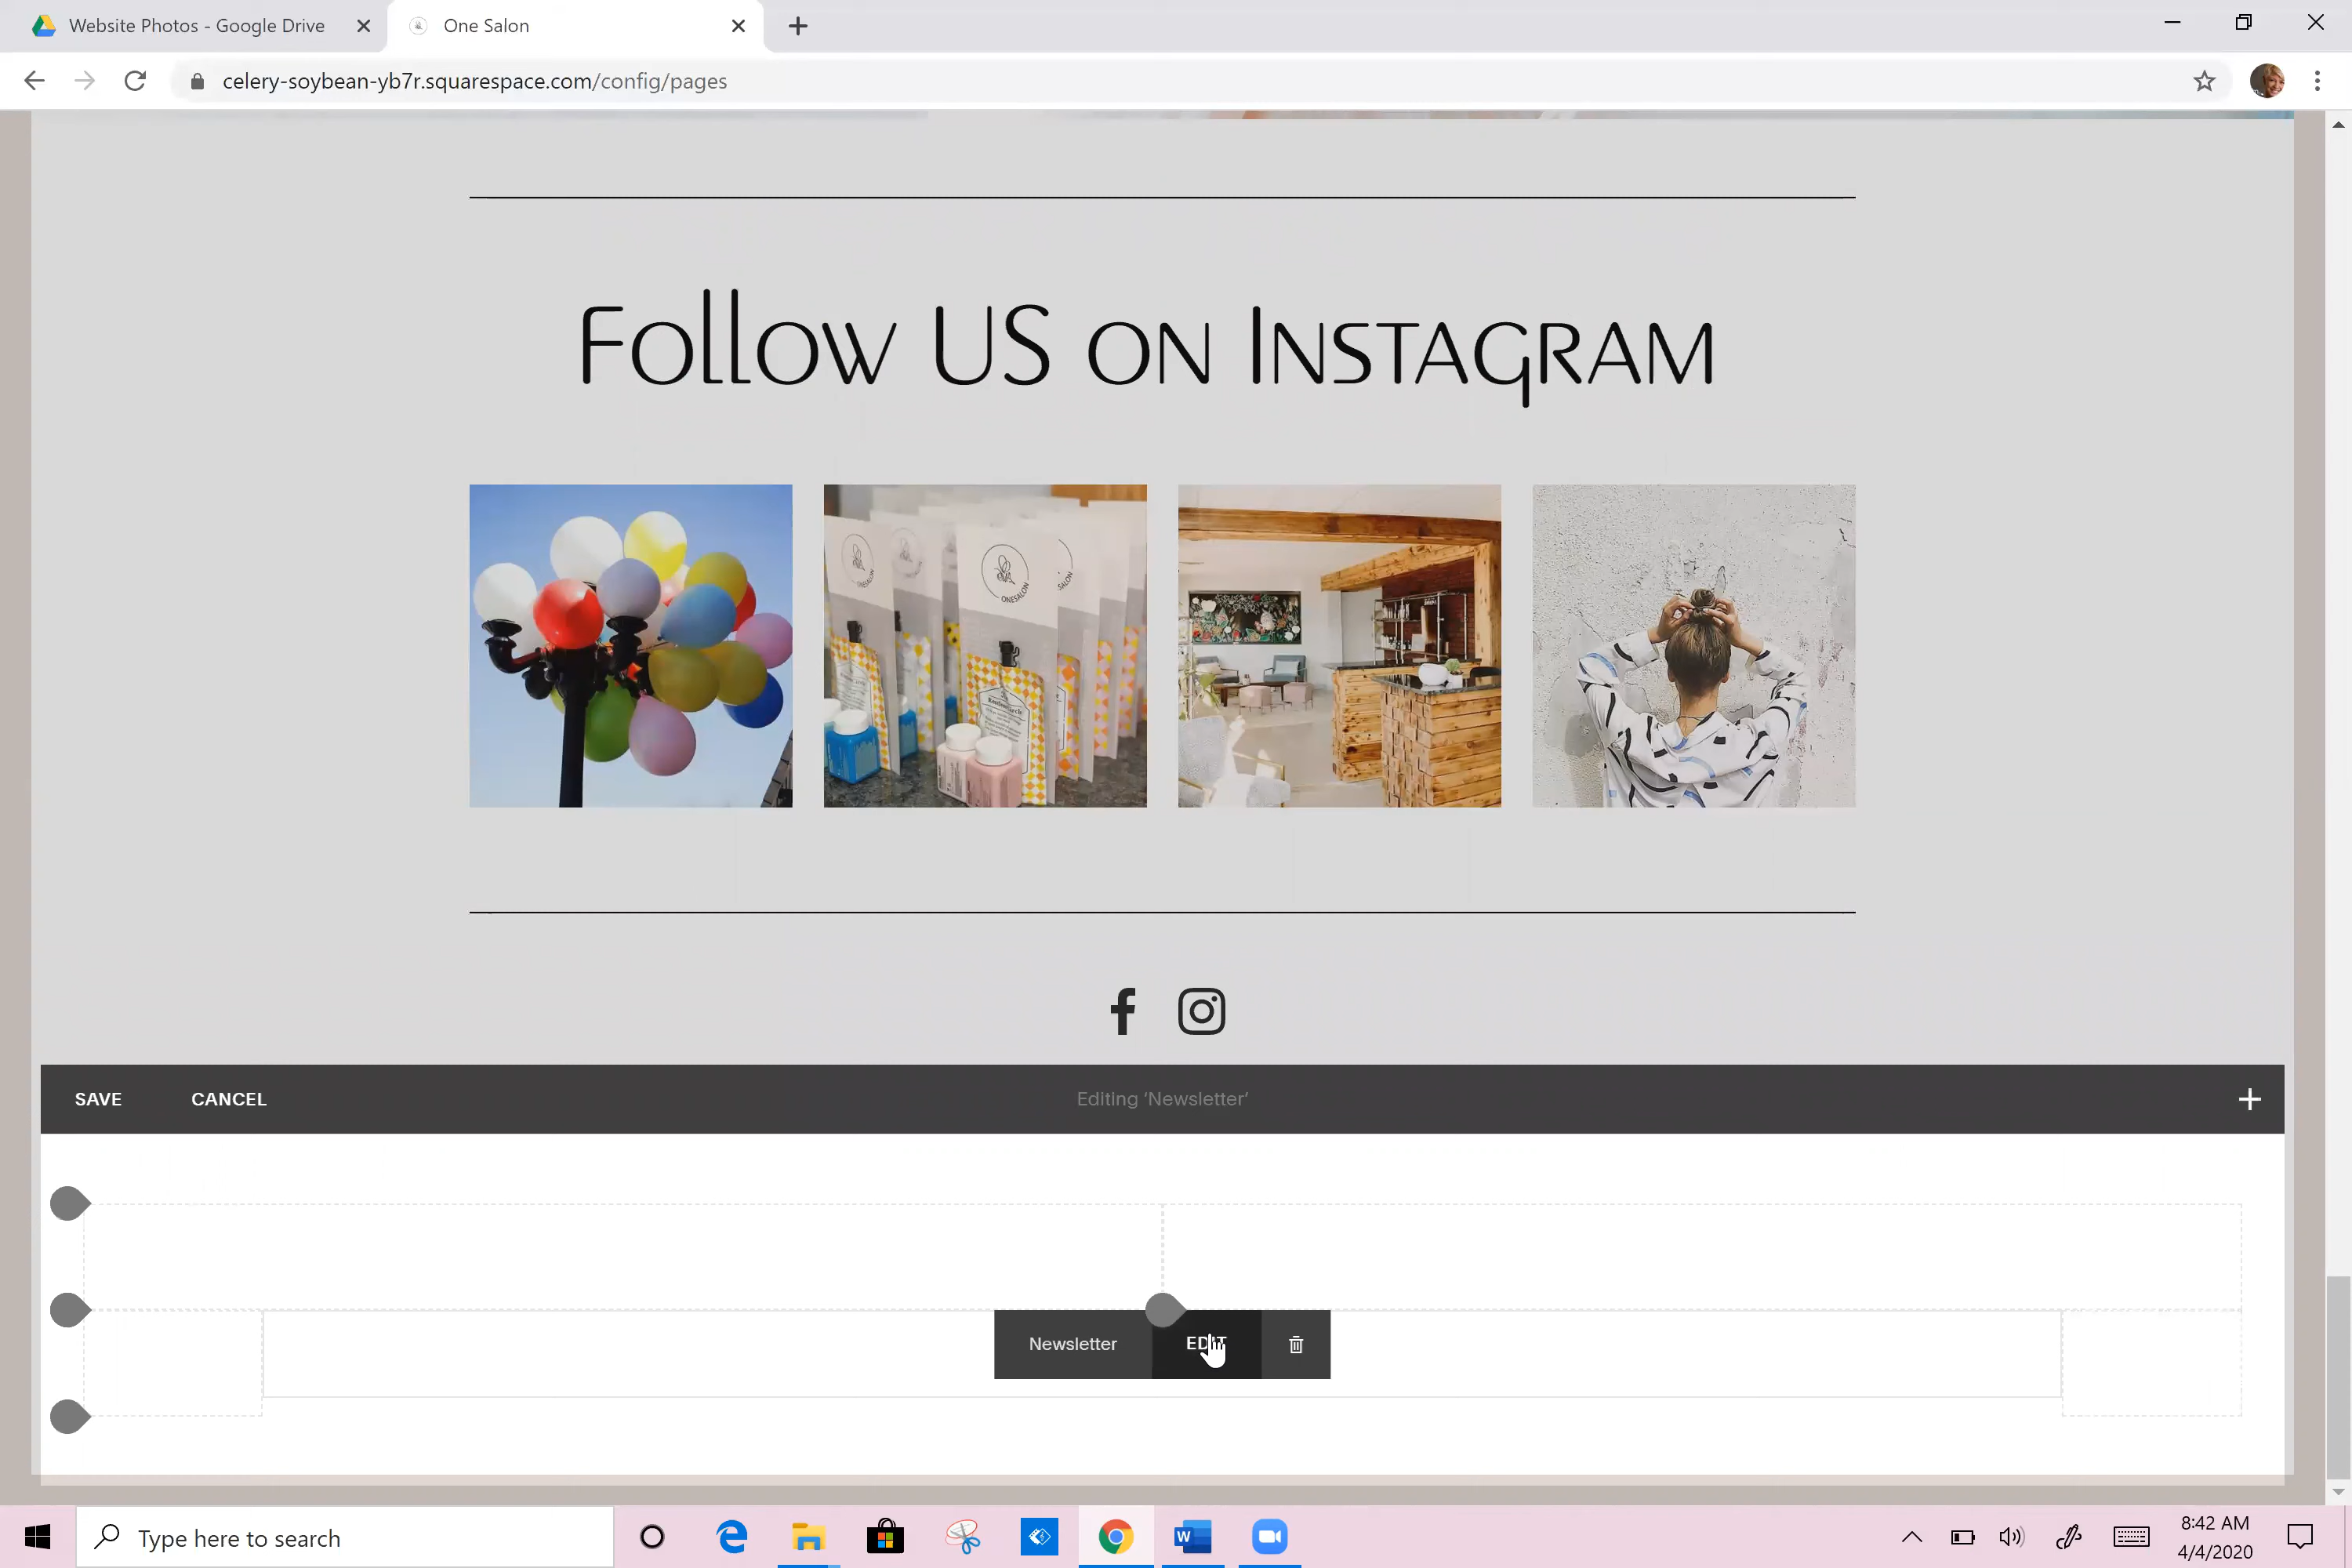 Website Photos - Google Drive
One Salon
celery-soybean-yb7r.squarespace.com/config/pages
Follow US on Instagram
ONESALON
SAVE
CANCEL
Editing ‘Newsletter’
Newsletter
EDIT
Type here to search
8:42 AM
4/4/2020